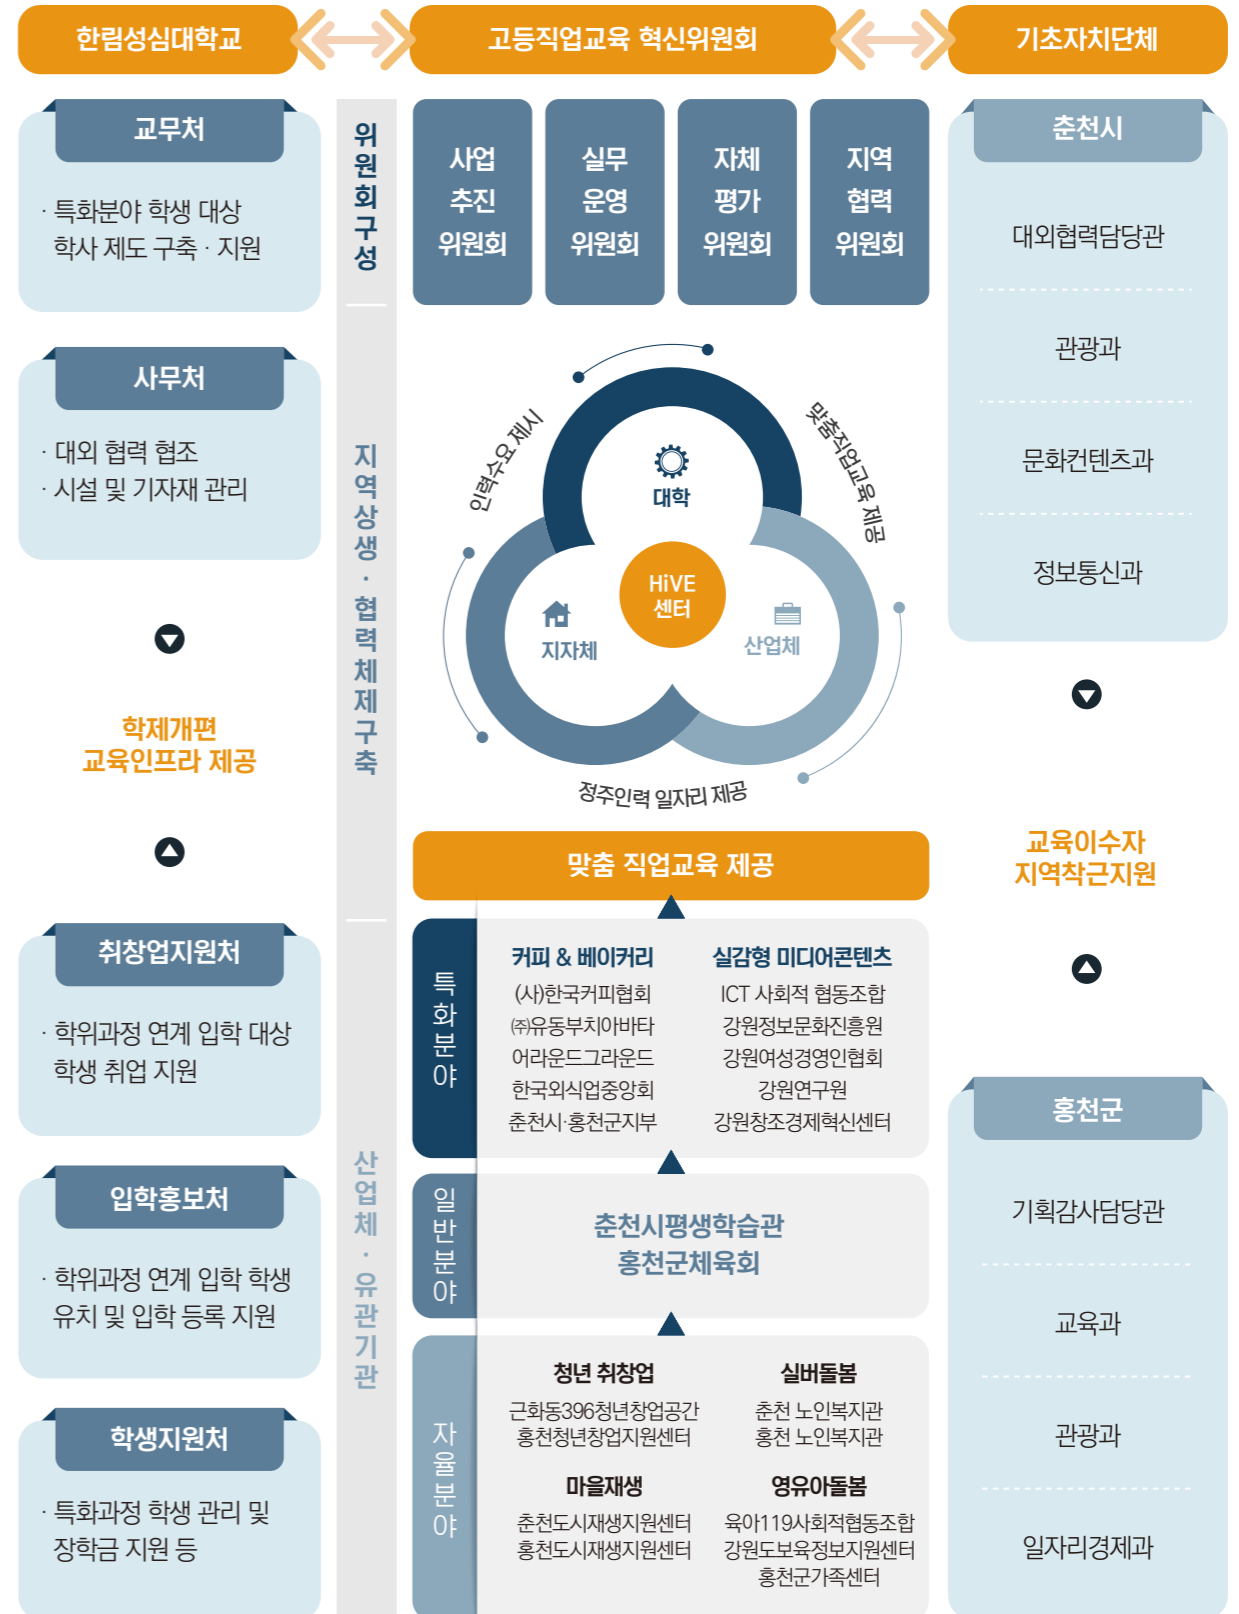 한림성심대학교
고등직업교육 혁신위원회
기초자치단체
교무처
· 특화분야 학생 대상
학사 제도 구축 · 지원
사무처
· 대외 협력 협조
· 시설 및 기자재 관리
학제개편
교육인프라 제공
취창업지원처
· 학위과정 연계 입학 대상
학생 취업 지원
입학홍보처
· 학위과정 연계 입학 학생
유치 및 입학 등록 지원
학생지원처
· 특화과정 학생 관리 및
장학금 지원 등
위원회구성
지역상생 · 협력체제구축
산업체 · 유관기관
사업
추진
위원회
실무
운영
위원회
자체
평가
위원회
지역
협력
위원회
인력수요 제시
맞춤직업교육 제공
대학
HiVE
센터
지자체
산업체
정주인력 일자리 제공
맞춤 직업교육 제공
특화분야
커피 & 베이커리
(사)한국커피협회
㈜유동부치아바타
어라운드그라운드
한국외식업중앙회
춘천시·홍천군지부
실감형 미디어콘텐츠
ICT 사회적 협동조합
강원정보문화진흥원
강원여성경영인협회
강원연구원
강원창조경제혁신센터
일반분야
춘천시평생학습관
홍천군체육회
자율분야
청년 취창업
근화동396청년창업공간
홍천청년창업지원센터
실버돌봄
춘천 노인복지관
홍천 노인복지관
마을재생
춘천도시재생지원센터
홍천도시재생지원센터
영유아돌봄
육아119사회적협동조합
강원도보육정보지원센터
홍천군가족센터
춘천시
대외협력담당관
관광과
문화컨텐츠과
정보통신과
교육이수자
지역착근지원
홍천군
기획감사담당관
교육과
관광과
일자리경제과